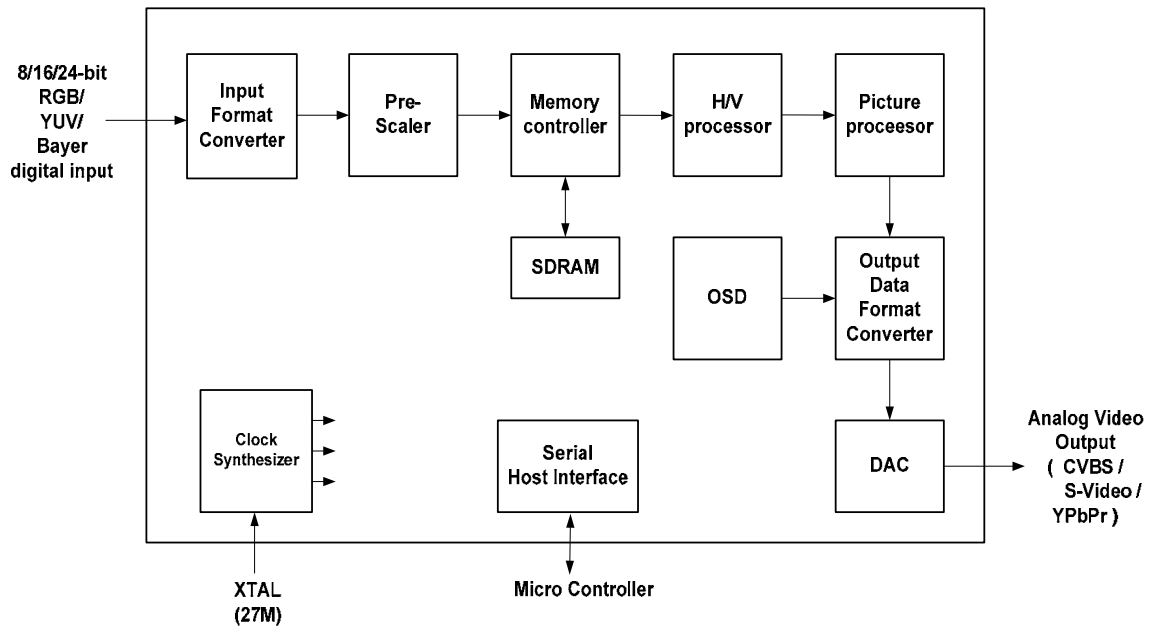 8/16/24-bit
RGB/
YUV/
Bayer
digital input
Input
Format
Converter
Pre-
Scaler
Memory
controller
H/V
processor
Picture
proceesor
SDRAM
OSD
Output
Data
Format
Converter
Clock
Synthesizer
Serial
Host Interface
DAC
Analog Video
Output
( CVBS /
S-Video /
YPbPr )
XTAL
(27M)
Micro Controller